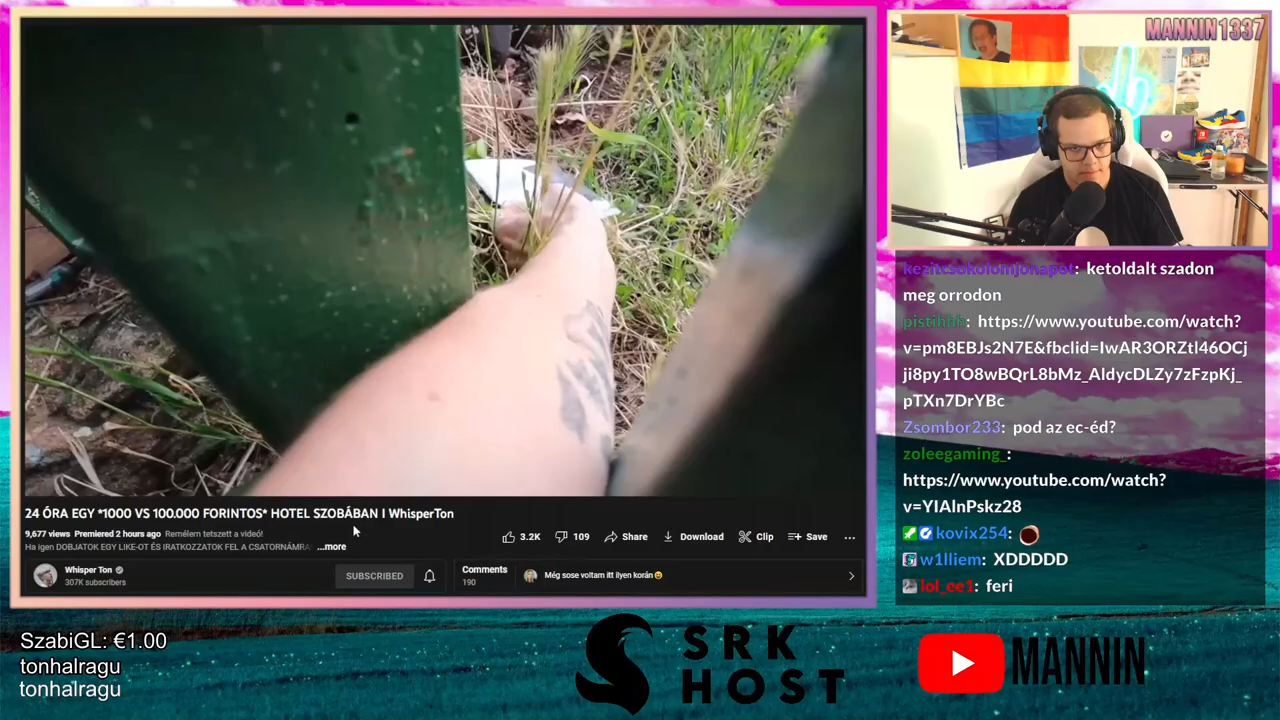 MANNIN1337
24 ÓRA EGY *1000 VS 100.000 FORINTOS* HOTEL SZOBÁBAN I WhisperTon
9,677 views Premiered 2 hours ago Remélem tetszett a videó!
Ha igen DOBJATOK EGY LIKE-OT ÉS IRATKOZZATOK FEL A CSATORNÁMRA
...more
3.2K
109
Share
Download
Clip
Save
Whisper Ton
307K subscribers
SUBSCRIBED
Comments
190
Még sose voltam itt ilyen korán
kezitcsokolomjonapot: ketoldalt szadon
meg orrodon
pistihhh: https://www.youtube.com/watch?
v=pm8EBJs2N7E&fbclid=IwAR3ORZtl46OCj
ji8py1TO8wBQrL8bMz_AldycDLZy7zFzpKj_
pTXn7DrYBc
Zsombor233: pod az ec-éd?
zoleegaming_:
https://www.youtube.com/watch?
v=YIAlnPskz28
kovix254:
w1lliem: XDDDDD
lol_ee1: feri
SzabiGL: €1.00
tonhalragu
tonhalragu
SRK
HOST
MANNIN